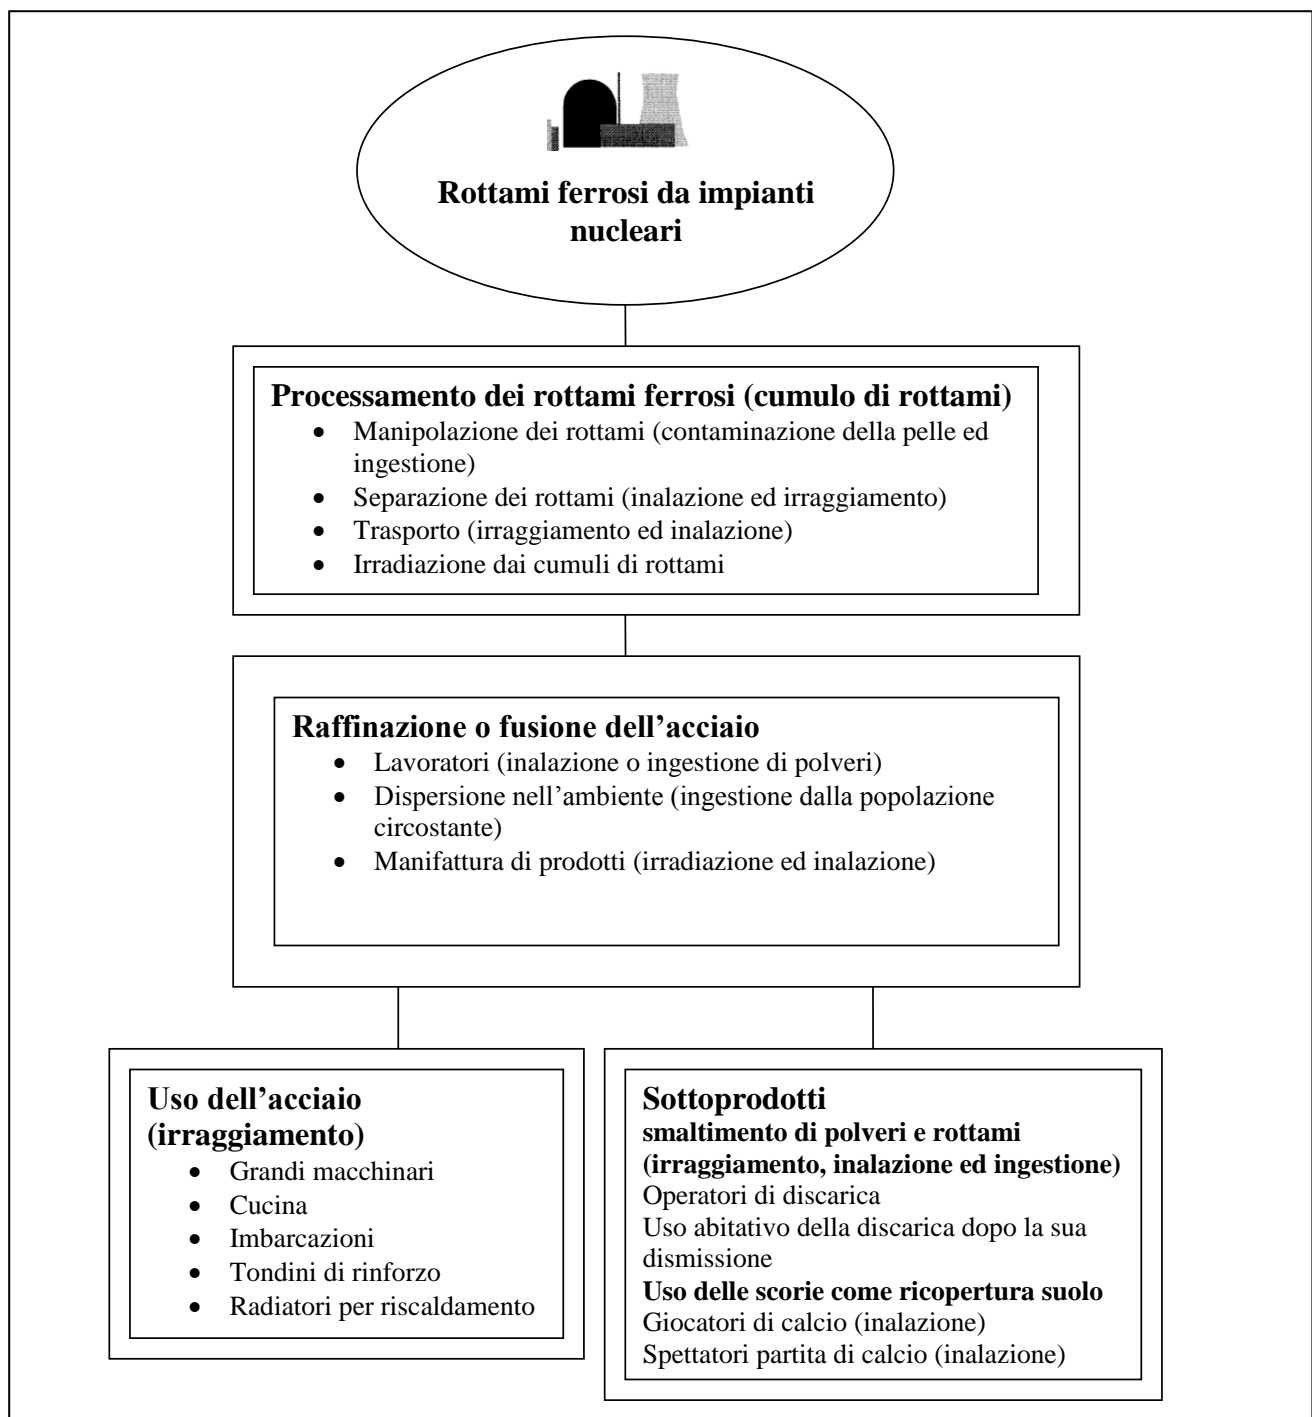 Rottami ferrosi da impianti
nucleari
Processamento dei rottami ferrosi (cumulo di rottami)
• Manipolazione dei rottami (contaminazione della pelle ed
ingestione)
• Separazione dei rottami (inalazione ed irraggiamento)
• Trasporto (irraggiamento ed inalazione)
• Irradiazione dai cumuli di rottami
Raffinazione o fusione dell’acciaio
• Lavoratori (inalazione o ingestione di polveri)
• Dispersione nell’ambiente (ingestione dalla popolazione
circostante)
• Manifattura di prodotti (irradiazione ed inalazione)
Uso dell’acciaio
(irraggiamento)
• Grandi macchinari
• Cucina
• Imbarcazioni
• Tondini di rinforzo
• Radiatori per riscaldamento
Sottoprodotti
smaltimento di polveri e rottami
(irraggiamento, inalazione ed ingestione)
Operatori di discarica
Uso abitativo della discarica dopo la sua
dismissione
Uso delle scorie come ricopertura suolo
Giocatori di calcio (inalazione)
Spettatori partita di calcio (inalazione)